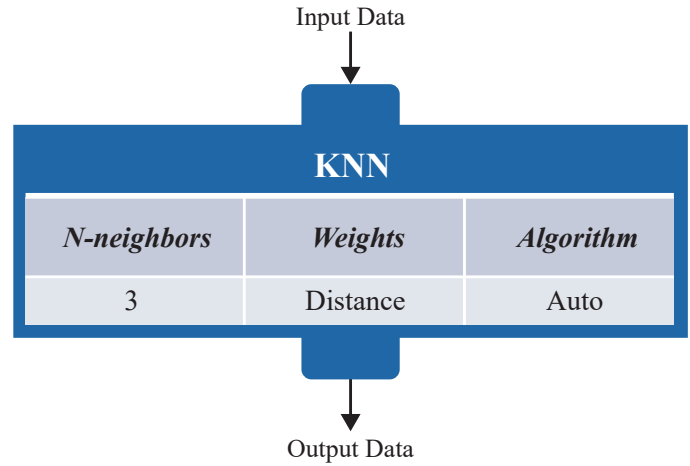 Input Data
KNN
N-neighbors Weights Algorithm
3 Distance Auto
Output Data